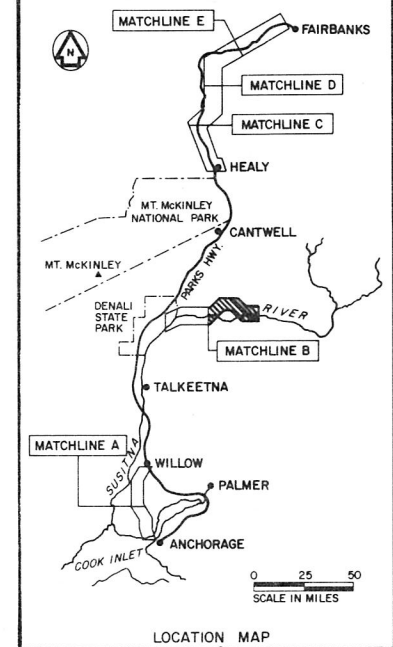 MATCHLINE E
FAIRBANKS
N
MATCHLINE D
MATCHLINE C
HEALY
MT. McKINLEY
NATIONAL PARK
CANTWELL
MT. McKINLEY
PARKS HWY.
DENALI
STATE
PARK
RIVER
MATCHLINE B
TALKEETNA
MATCHLINE A
WILLOW
SUSITNA
PALMER
COOK INLET
ANCHORAGE
0 25 50
SCALE IN MILES
LOCATION MAP